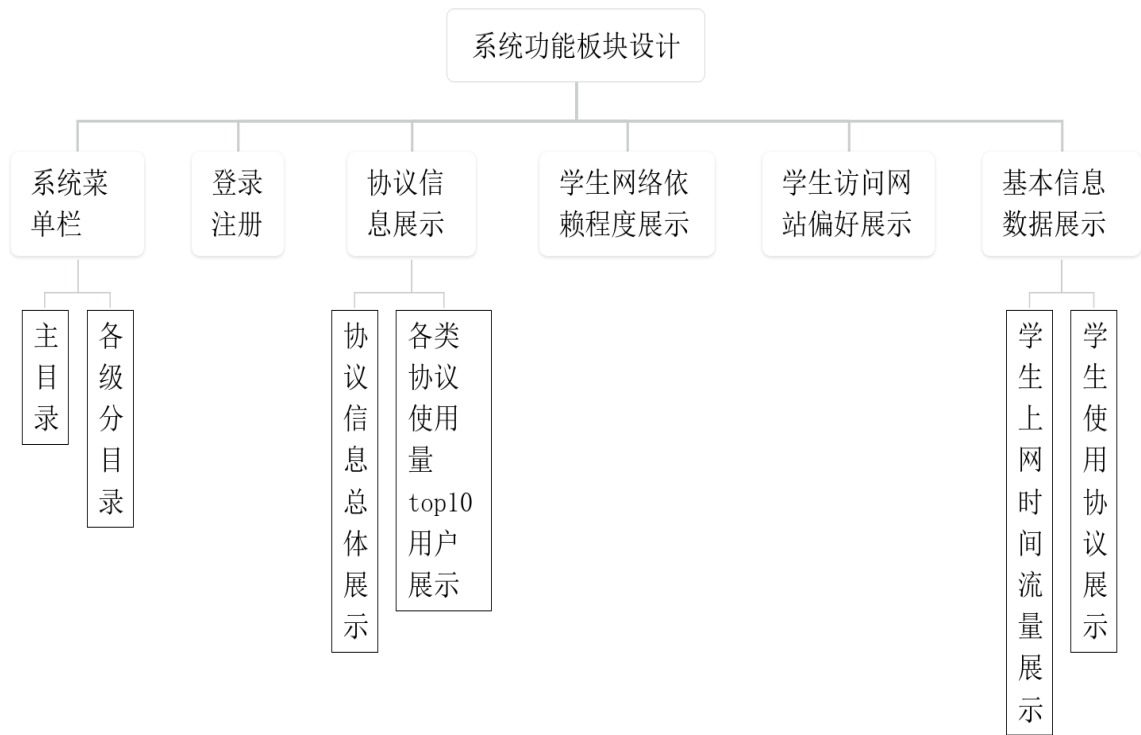 系统功能板块设计
系统菜
单栏
登录
注册
协议信
息展示
学生网络依
赖程度展示
学生访问网
站偏好展示
基本信息
数据展示
主目录
各级分目录
协议信息总体展示
各类
协议
使用
量
top10
用户
展示
学生上网时间流量展示
学生使用协议展示